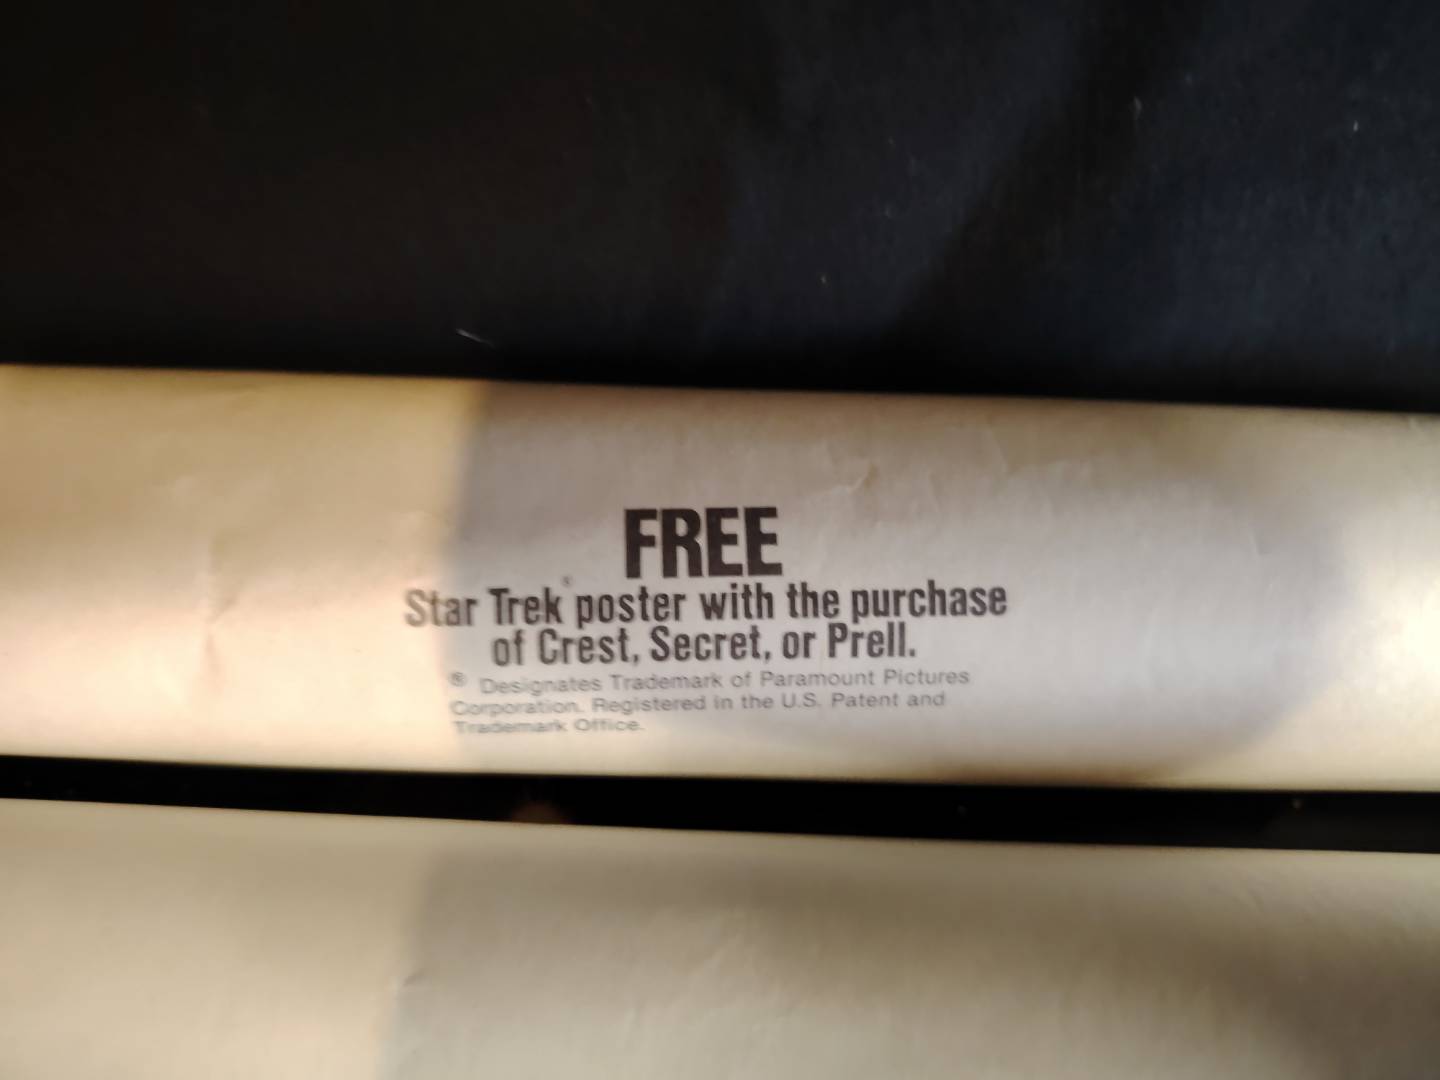 FREE
Star Trek® poster with the purchase
of Crest, Secret, or Prell.
® Designates Trademark of Paramount Pictures
Corporation. Registered in the U.S. Patent and
Trademark Office.